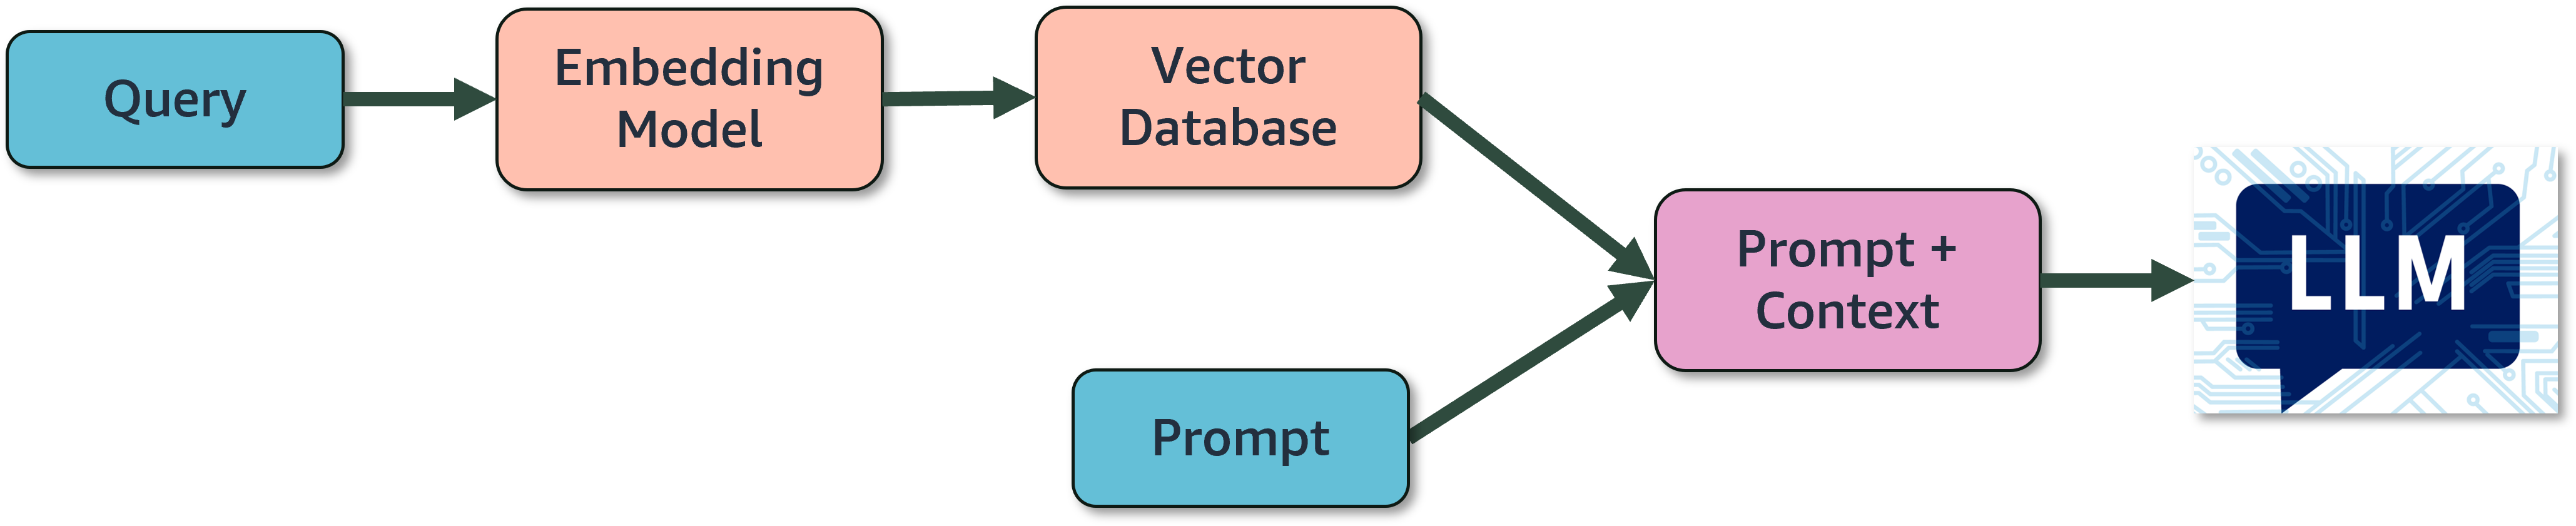 Query
Embedding
Model
Vector
Database
Prompt +
Context
LLM
Prompt